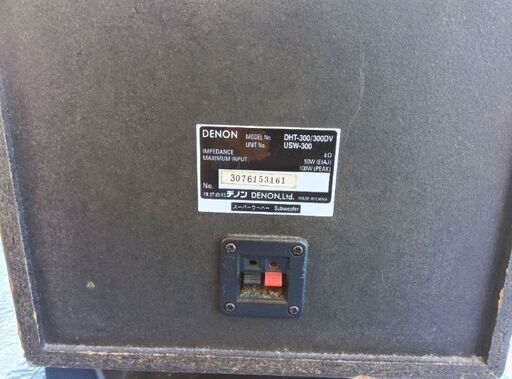 DENON MODEL No. DHT-300/300DV
UNIT No. USW-300
IMPEDANCE 4Ω
MAXIMUM INPUT 50W (EIAJ)
100W (PEAK)
No. 3076153161
株式会社デノン DENON, Ltd. MADE IN CHINA
スーパーウーハー Subwoofer